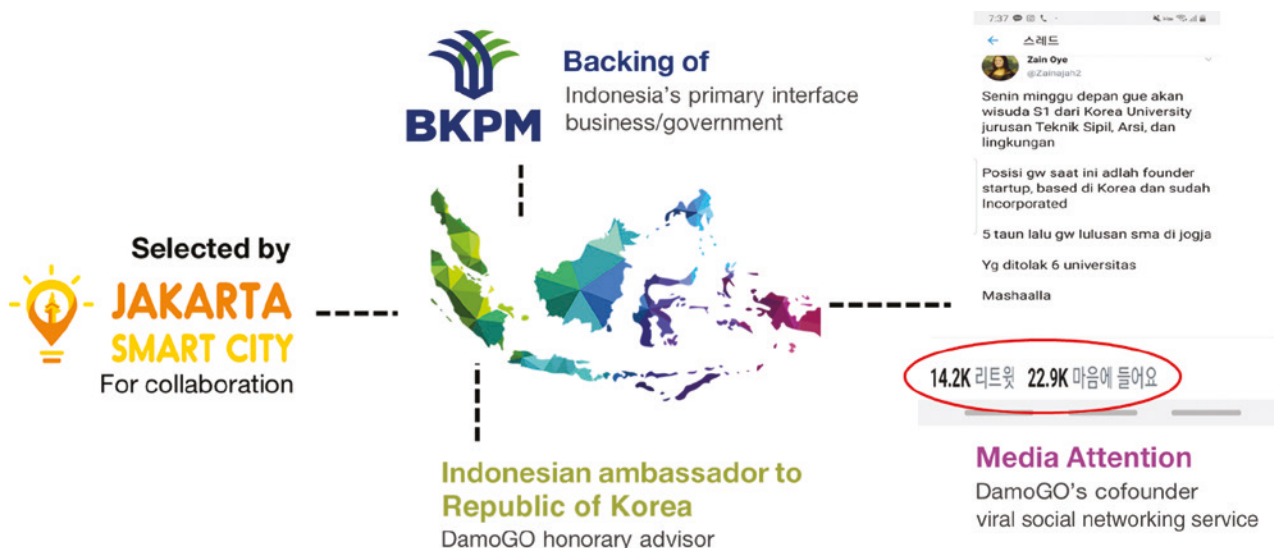 BKPM
Backing of
Indonesia's primary interface
business/government
Selected by
JAKARTA
SMART CITY
For collaboration
Indonesian ambassador to
Republic of Korea
DamoGO honorary advisor
7:37
스레드
Zain Oye
@Zainajah2
Senin minggu depan gue akan
wisuda S1 dari Korea University
jurusan Teknik Sipil, Arsi, dan
lingkungan
Posisi gw saat ini adlah founder
startup, based di Korea dan sudah
Incorporated
5 taun lalu gw lulusan sma di jogja
Yg ditolak 6 universitas
Mashaalla
14.2K 리트윗 22.9K 마음에 들어요
Media Attention
DamoGO's cofounder
viral social networking service